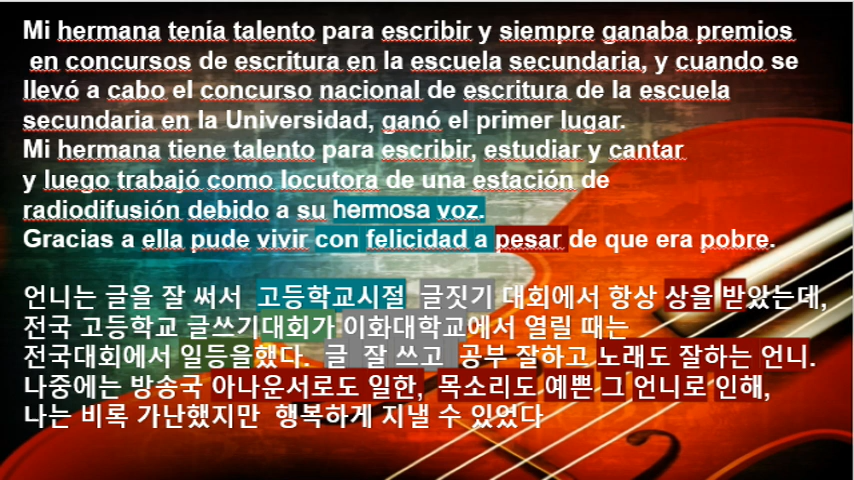 Mi hermana tenía talento para escribir y siempre ganaba premios
en concursos de escritura en la escuela secundaria, y cuando se
llevó a cabo el concurso nacional de escritura de la escuela
secundaria en la Universidad, ganó el primer lugar.
Mi hermana tiene talento para escribir, estudiar y cantar
y luego trabajó como locutora de una estación de
radiodifusión debido a su hermosa voz.
Gracias a ella pude vivir con felicidad a pesar de que era pobre.
언니는 글을 잘 써서 고등학교시절 글짓기 대회에서 항상 상을 받았는데,
전국 고등학교 글쓰기대회가 이화대학교에서 열릴 때는
전국대회에서 일등을했다. 글 잘 쓰고 공부 잘하고 노래도 잘하는 언니.
나중에는 방송국 아나운서로도 일한, 목소리도 예쁜 그 언니로 인해,
나는 비록 가난했지만 행복하게 지낼 수 있었다